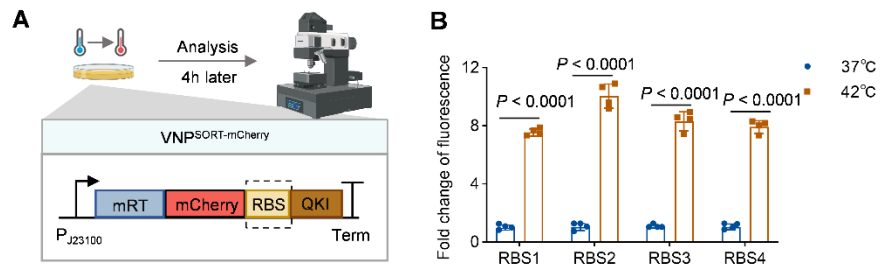 A
Analysis
4h later
VNP^SORT-mCherry
mRT
mCherry
RBS
QKI
P_J23100
Term
B
Fold change of fluorescence
12
8
4
0
P < 0.0001
P < 0.0001
P < 0.0001
P < 0.0001
RBS1
RBS2
RBS3
RBS4
37℃
42℃